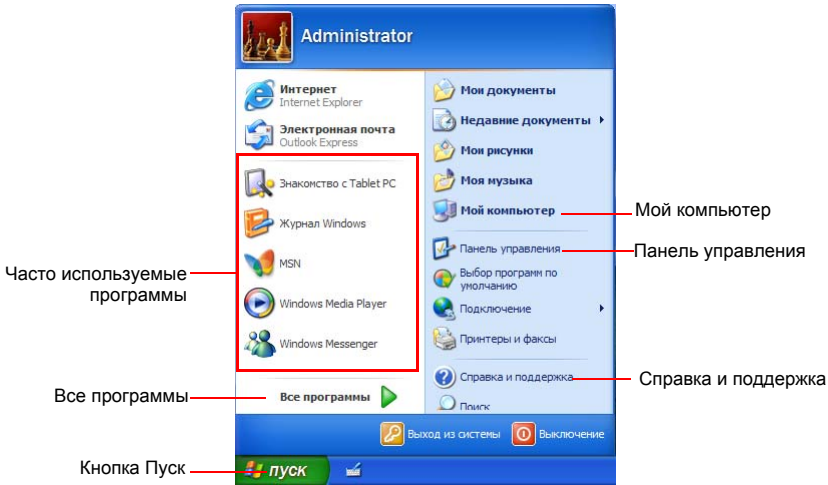 Administrator
Интернет
Internet Explorer
Электронная почта
Outlook Express
Знакомство с Tablet PC
Журнал Windows
MSN
Windows Media Player
Windows Messenger
Все программы
Мои документы
Недавние документы
Мои рисунки
Моя музыка
Мой компьютер
Панель управления
Выбор программ по
умолчанию
Подключение
Принтеры и факсы
Справка и поддержка
Поиск
Выход из системы
Выключение
пуск
Часто используемые
программы
Все программы
Кнопка Пуск
Мой компьютер
Панель управления
Справка и поддержка